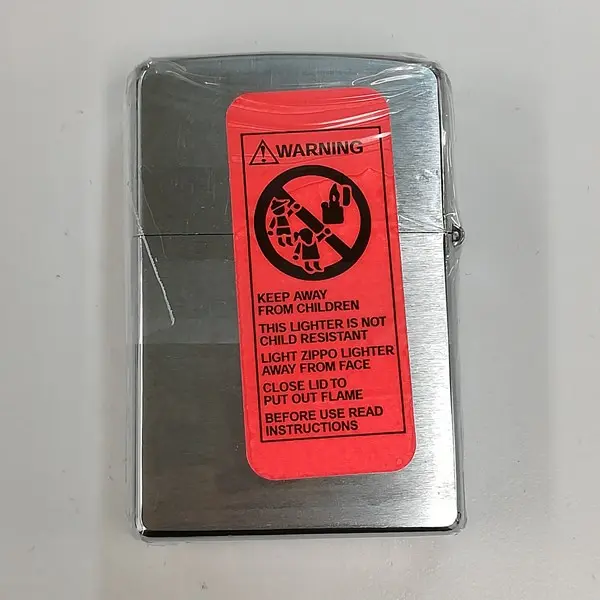 WARNING
KEEP AWAY
FROM CHILDREN
THIS LIGHTER IS NOT
CHILD RESISTANT
LIGHT ZIPPO LIGHTER
AWAY FROM FACE
CLOSE LID TO
PUT OUT FLAME
BEFORE USE READ
INSTRUCTIONS